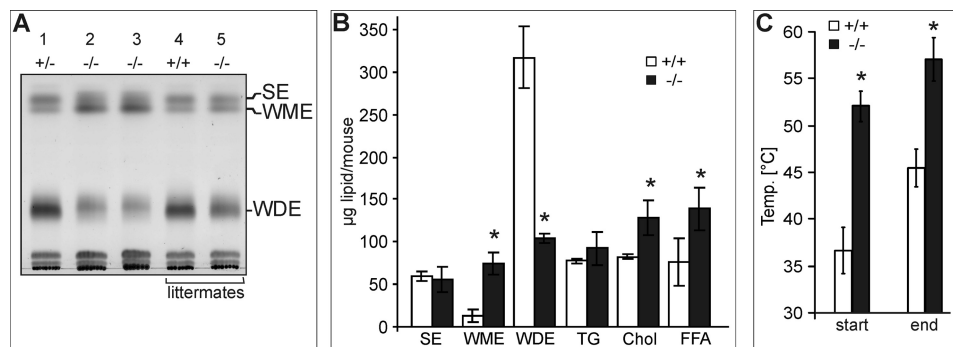 A
1 2 3 4 5
+/- -/- -/- +/+ -/-
SE
WME
WDE
littermates
B
µg lipid/mouse
350
300
250
200
150
100
50
0
+/+
-/-
*
*
*
*
SE WME WDE TG Chol FFA
C
Temp. [°C]
60
55
50
45
40
35
30
+/+
-/-
*
*
start end